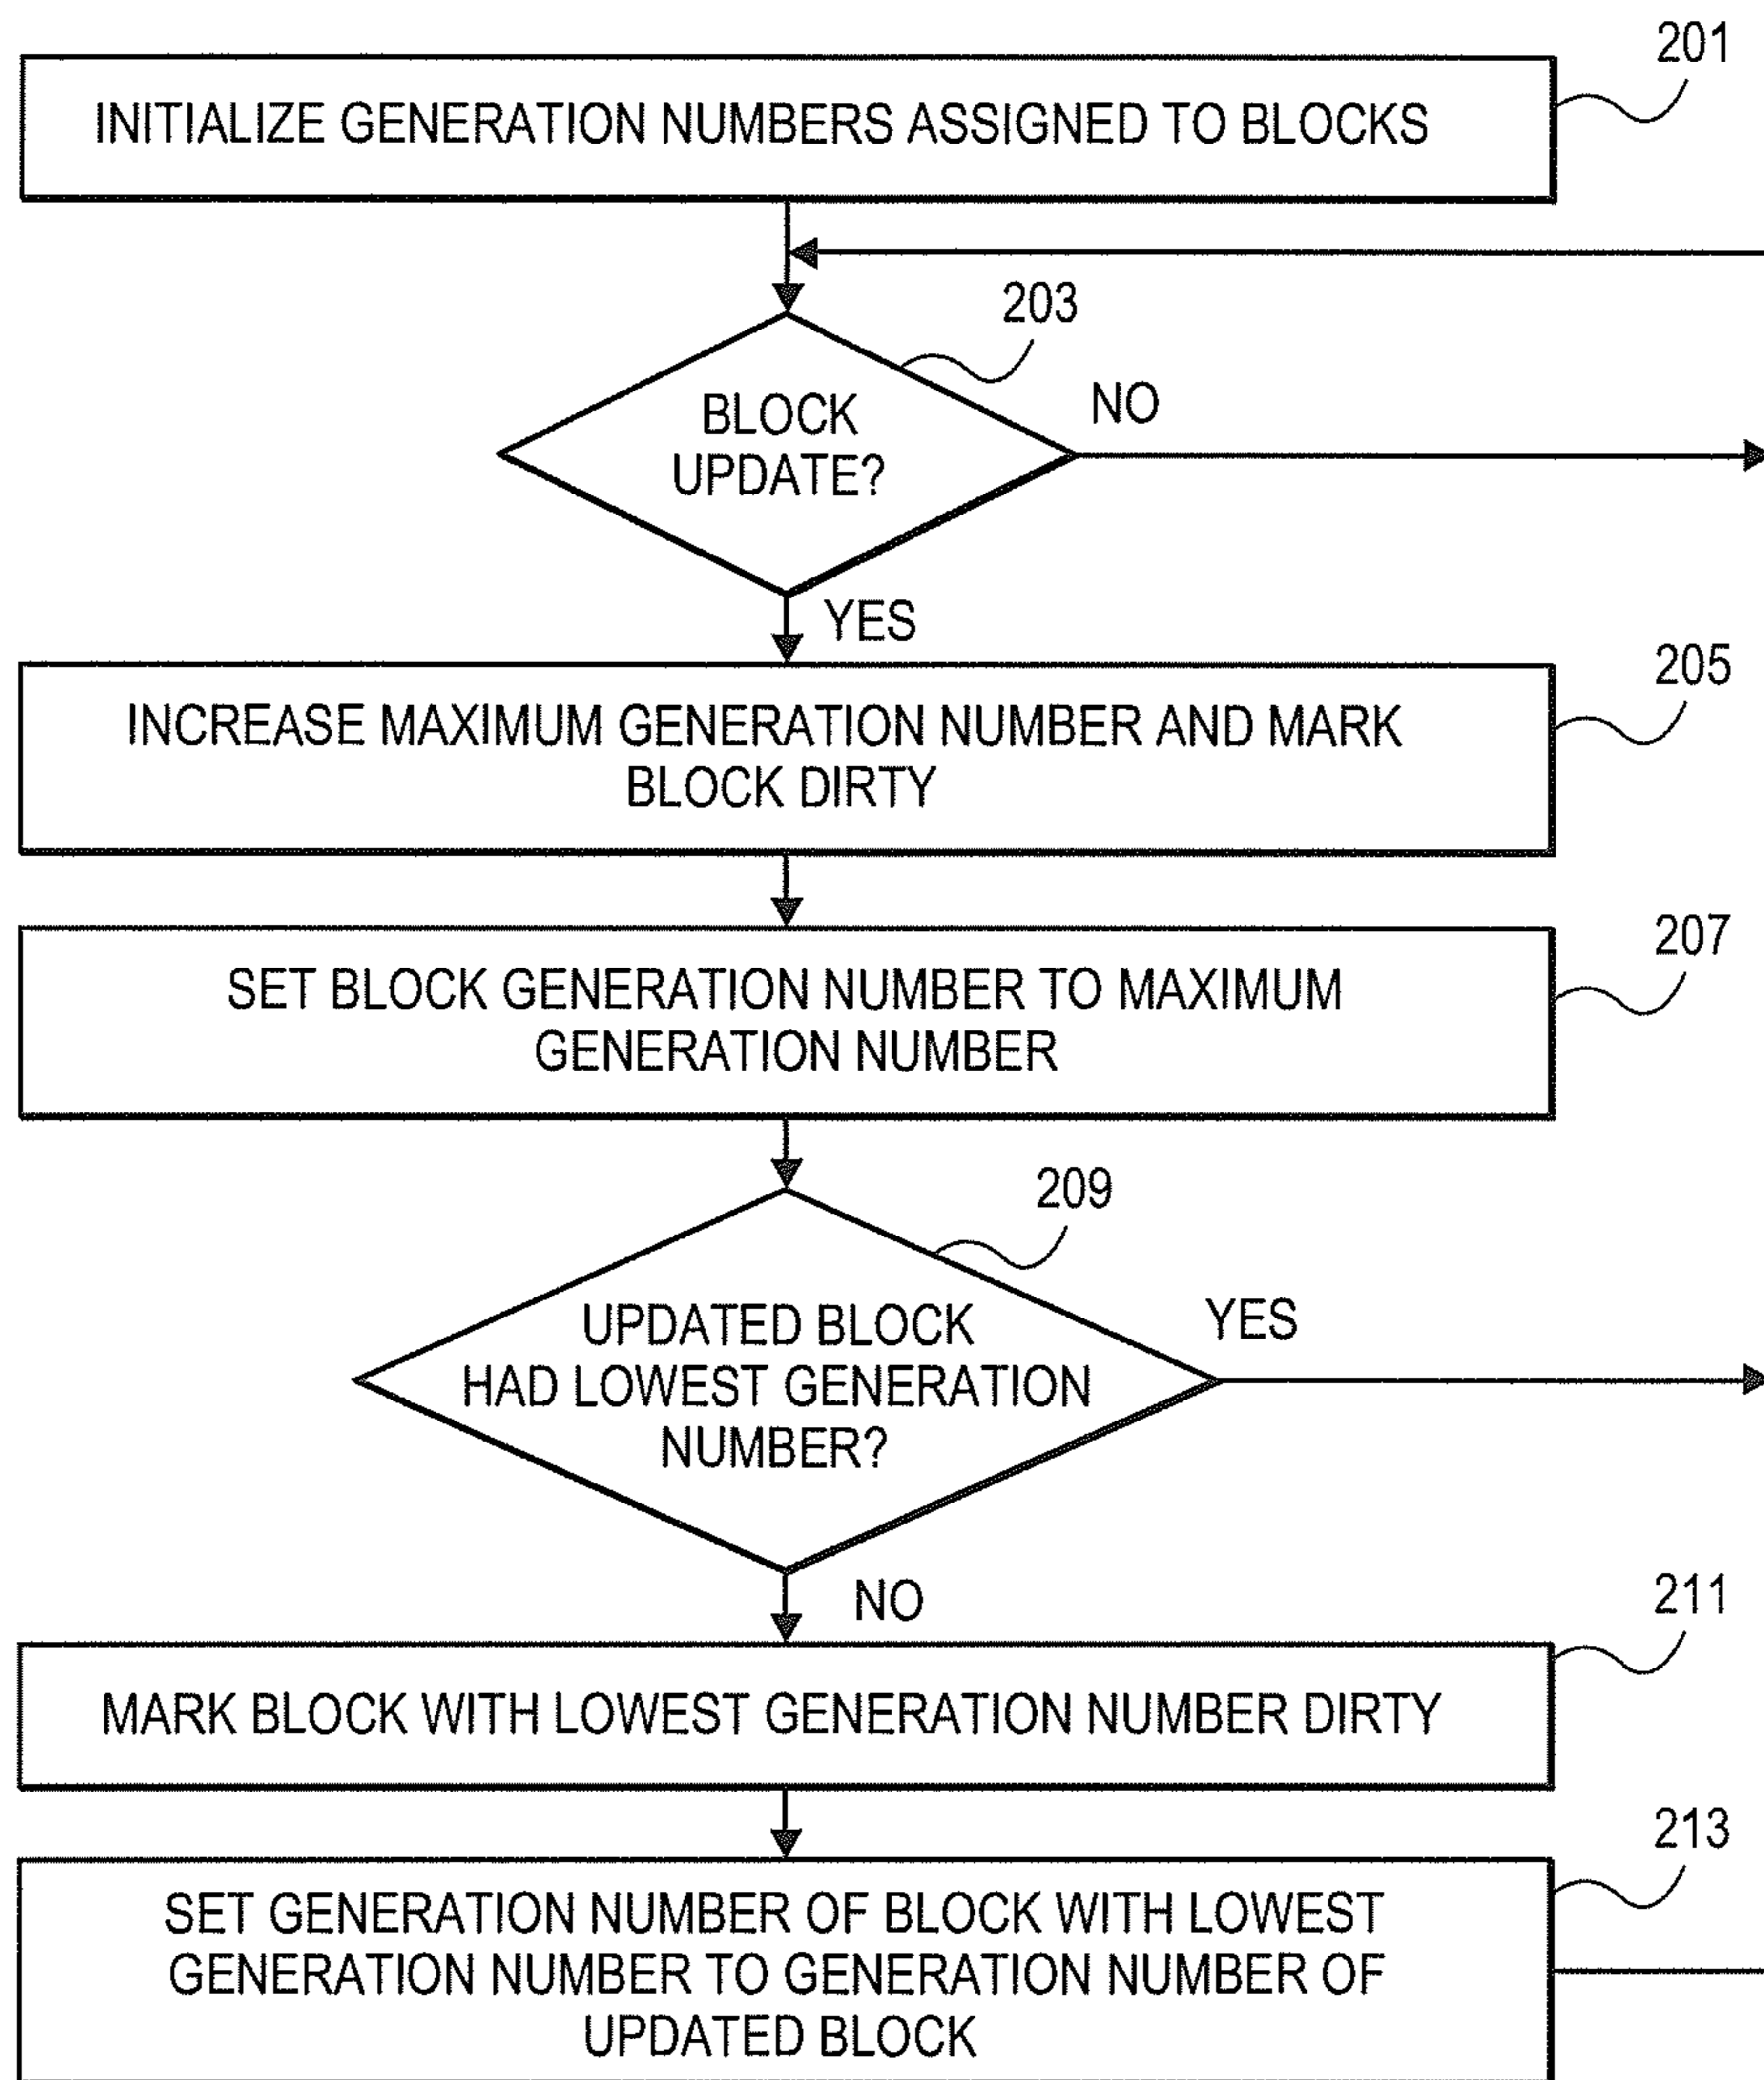 201
INITIALIZE GENERATION NUMBERS ASSIGNED TO BLOCKS
203
BLOCK
UPDATE?
NO
YES
205
INCREASE MAXIMUM GENERATION NUMBER AND MARK
BLOCK DIRTY
207
SET BLOCK GENERATION NUMBER TO MAXIMUM
GENERATION NUMBER
209
UPDATED BLOCK
HAD LOWEST GENERATION
NUMBER?
YES
NO
211
MARK BLOCK WITH LOWEST GENERATION NUMBER DIRTY
213
SET GENERATION NUMBER OF BLOCK WITH LOWEST
GENERATION NUMBER TO GENERATION NUMBER OF
UPDATED BLOCK